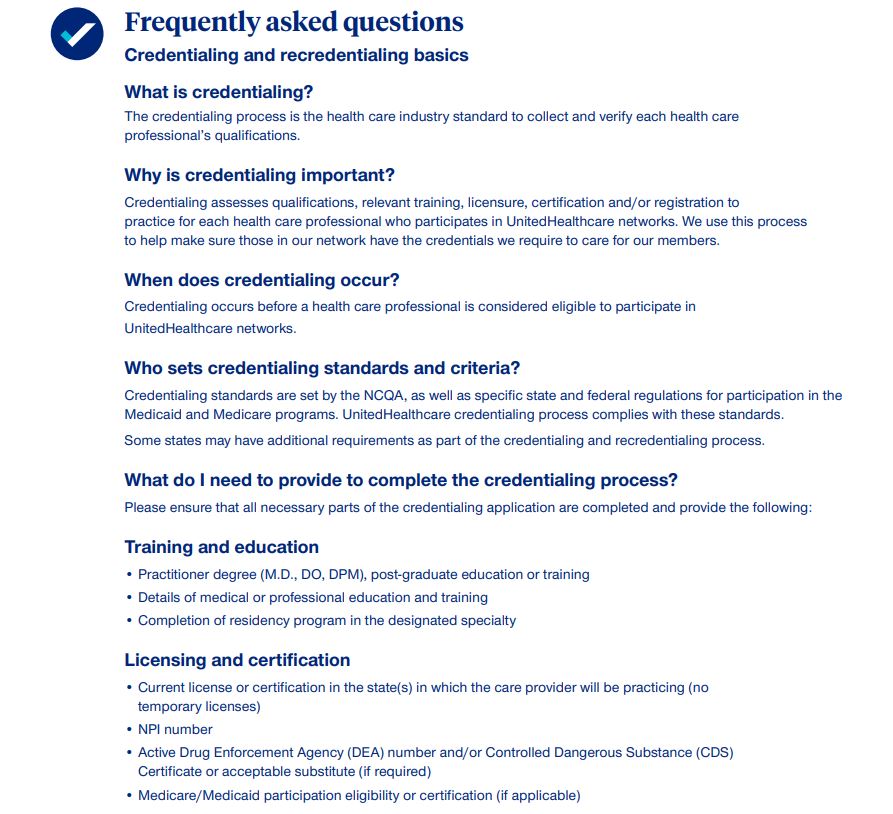 Frequently asked questions
Credentialing and recredentialing basics
What is credentialing?
The credentialing process is the health care industry standard to collect and verify each health care
professional's qualifications.
Why is credentialing important?
Credentialing assesses qualifications, relevant training, licensure, certification and/or registration to
practice for each health care professional who participates in UnitedHealthcare networks. We use this process
to help make sure those in our network have the credentials we require to care for our members.
When does credentialing occur?
Credentialing occurs before a health care professional is considered eligible to participate in
UnitedHealthcare networks.
Who sets credentialing standards and criteria?
Credentialing standards are set by the NCQA, as well as specific state and federal regulations for participation in the
Medicaid and Medicare programs. UnitedHealthcare credentialing process complies with these standards.
Some states may have additional requirements as part of the credentialing and recredentialing process.
What do I need to provide to complete the credentialing process?
Please ensure that all necessary parts of the credentialing application are completed and provide the following:
Training and education
• Practitioner degree (M.D., DO, DPM), post-graduate education or training
• Details of medical or professional education and training
• Completion of residency program in the designated specialty
Licensing and certification
• Current license or certification in the state(s) in which the care provider will be practicing (no
temporary licenses)
• NPI number
• Active Drug Enforcement Agency (DEA) number and/or Controlled Dangerous Substance (CDS)
Certificate or acceptable substitute (if required)
• Medicare/Medicaid participation eligibility or certification (if applicable)